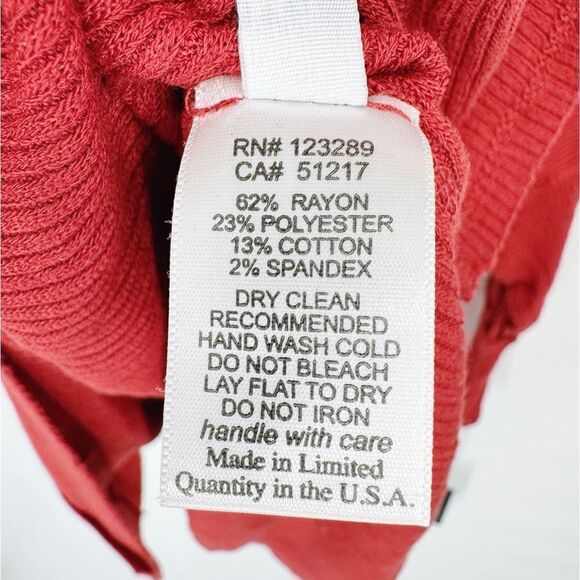 RN# 123289
CA# 51217
62% RAYON
23% POLYESTER
13% COTTON
2% SPANDEX
DRY CLEAN
RECOMMENDED
HAND WASH COLD
DO NOT BLEACH
LAY FLAT TO DRY
DO NOT IRON
handle with care
Made in Limited
Quantity in the U.S.A.